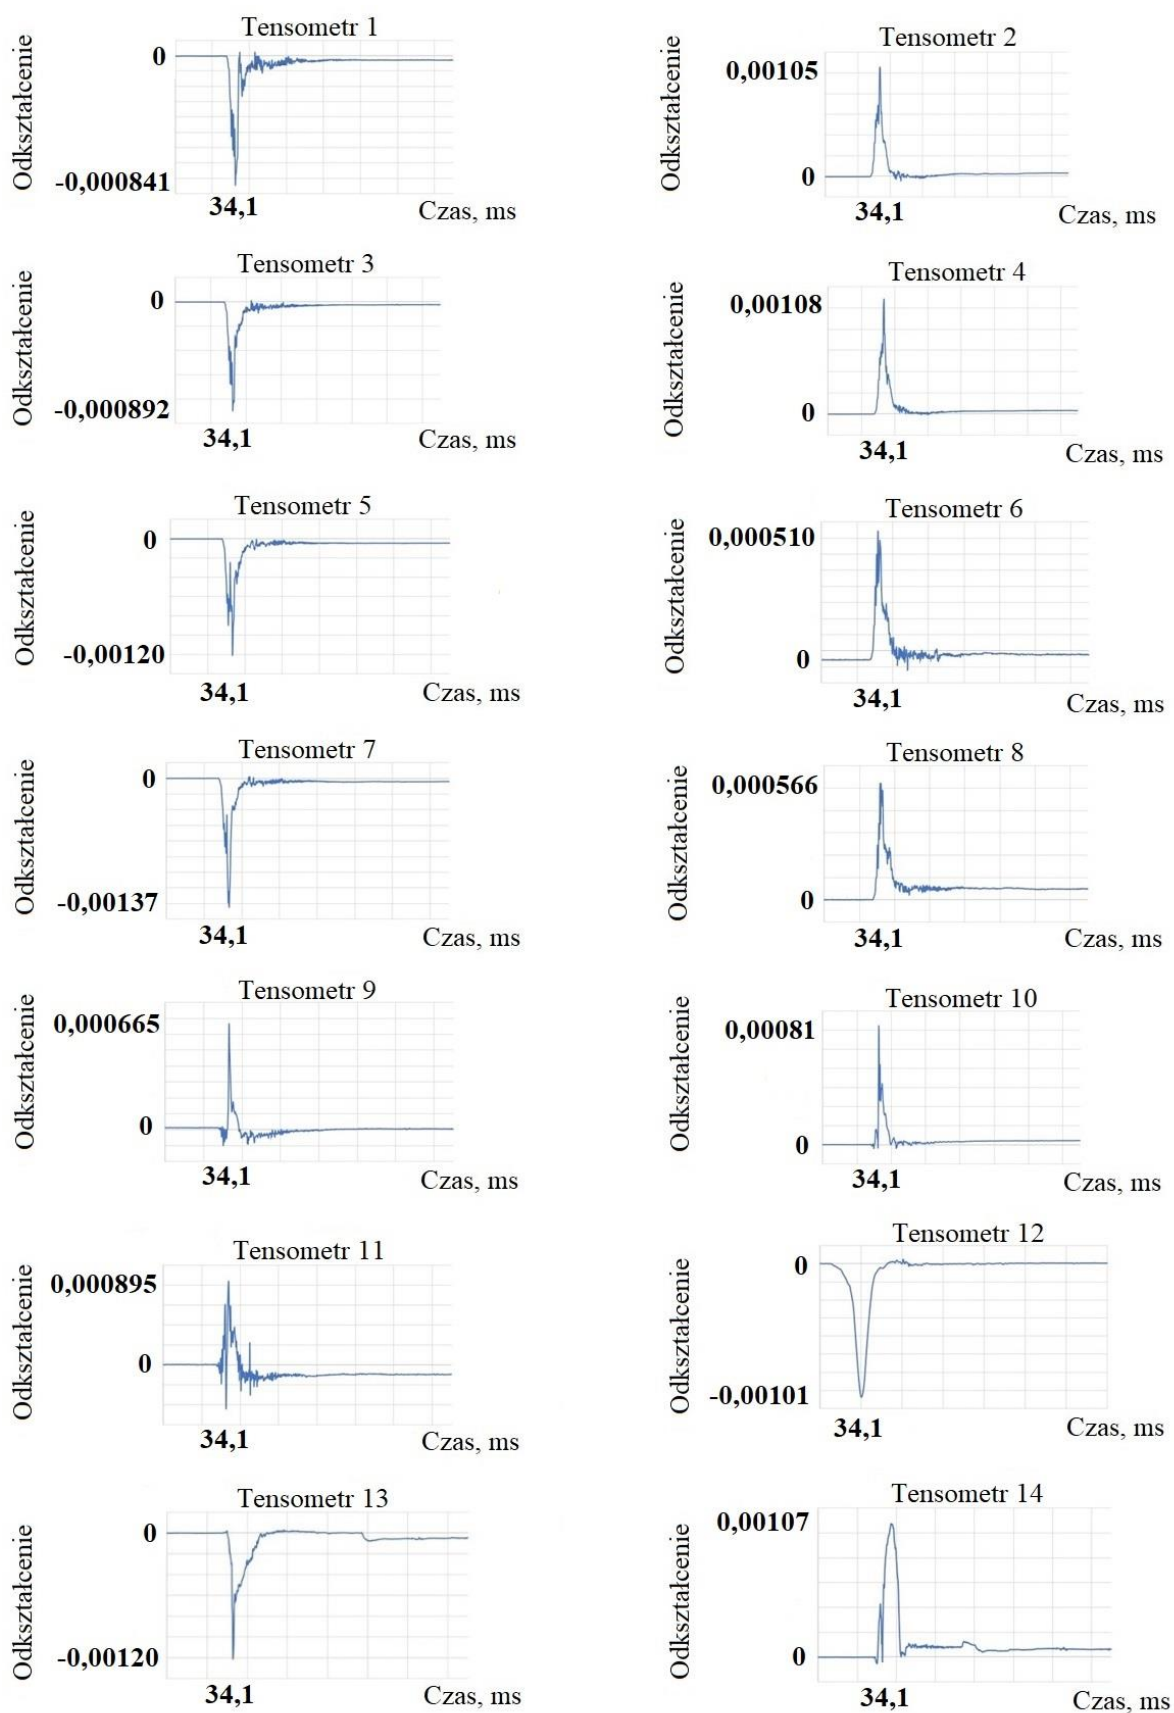 Tensometr 1
Odkształcenie
0
-0,000841
34,1
Czas, ms
Tensometr 2
Odkształcenie
0,00105
0
34,1
Czas, ms
Tensometr 3
Odkształcenie
0
-0,000892
34,1
Czas, ms
Tensometr 4
Odkształcenie
0,00108
0
34,1
Czas, ms
Tensometr 5
Odkształcenie
0
-0,00120
34,1
Czas, ms
Tensometr 6
Odkształcenie
0,000510
0
34,1
Czas, ms
Tensometr 7
Odkształcenie
0
-0,00137
34,1
Czas, ms
Tensometr 8
Odkształcenie
0,000566
0
34,1
Czas, ms
Tensometr 9
Odkształcenie
0,000665
0
34,1
Czas, ms
Tensometr 10
Odkształcenie
0,00081
0
34,1
Czas, ms
Tensometr 11
Odkształcenie
0,000895
0
34,1
Czas, ms
Tensometr 12
Odkształcenie
0
-0,00101
34,1
Czas, ms
Tensometr 13
Odkształcenie
0
-0,00120
34,1
Czas, ms
Tensometr 14
Odkształcenie
0,00107
0
34,1
Czas, ms